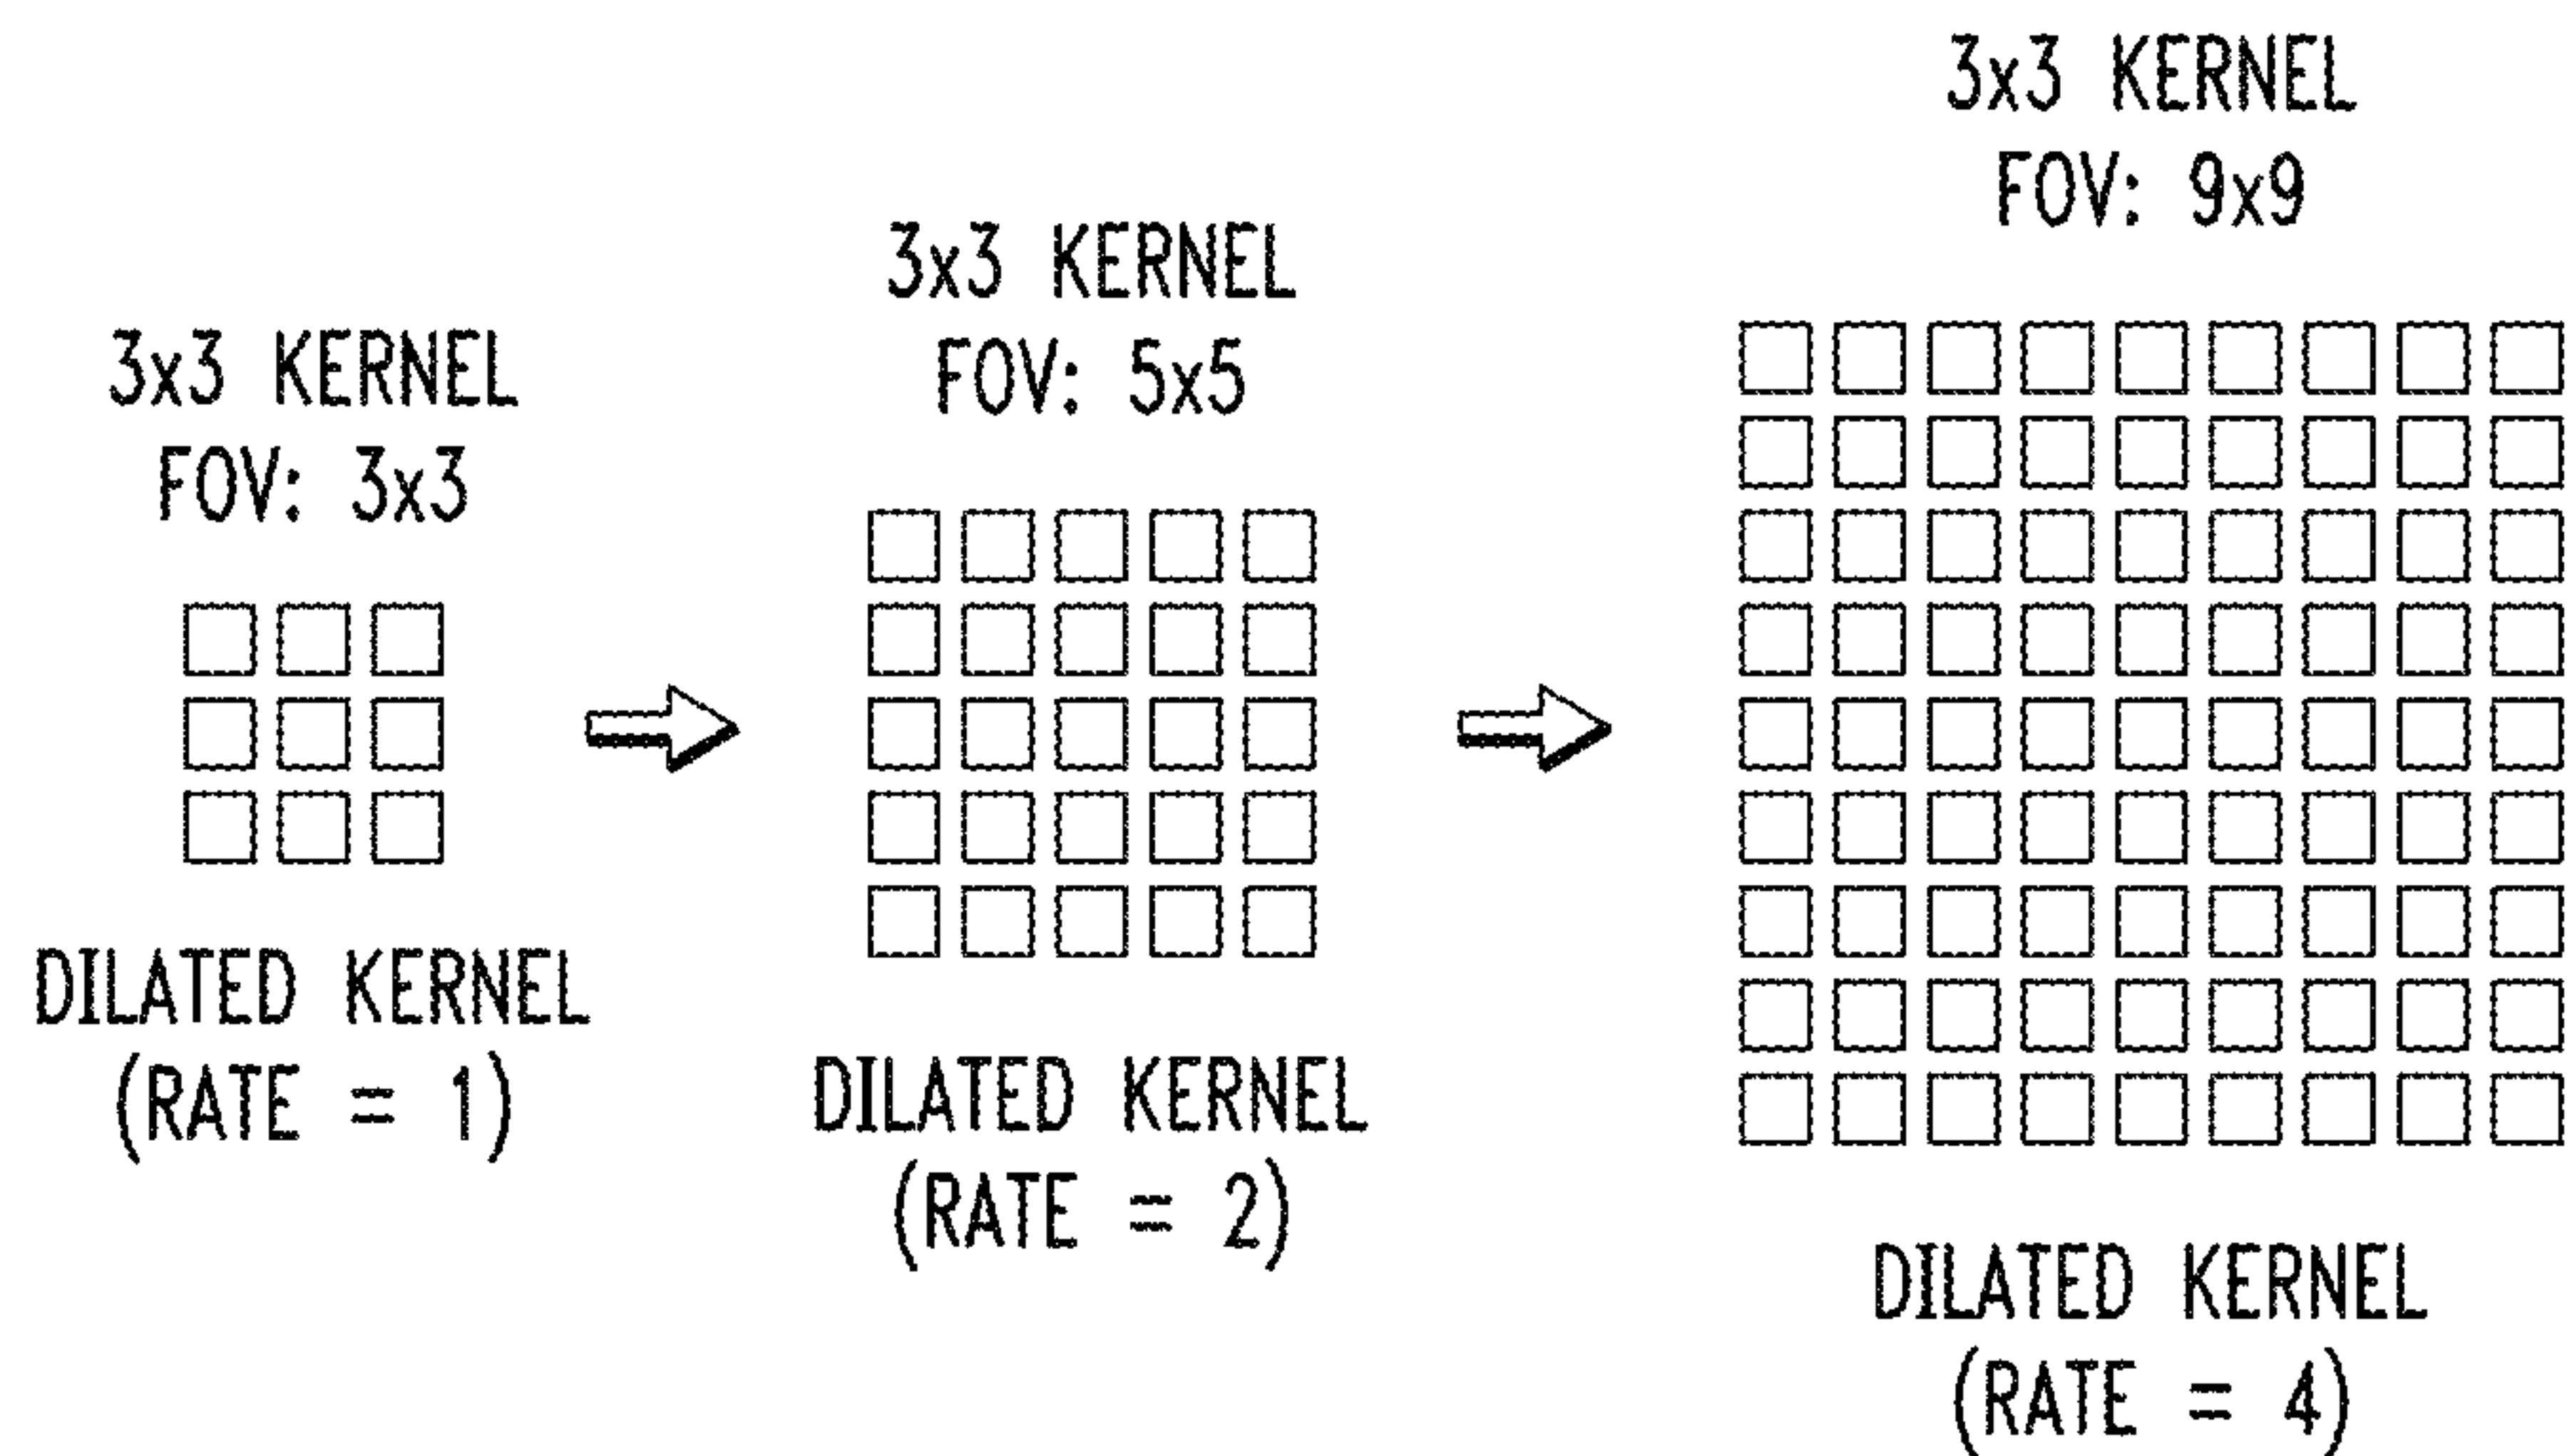 3x3 KERNEL
FOV: 3x3
DILATED KERNEL
(RATE = 1)
3x3 KERNEL
FOV: 5x5
DILATED KERNEL
(RATE = 2)
3x3 KERNEL
FOV: 9x9
DILATED KERNEL
(RATE = 4)